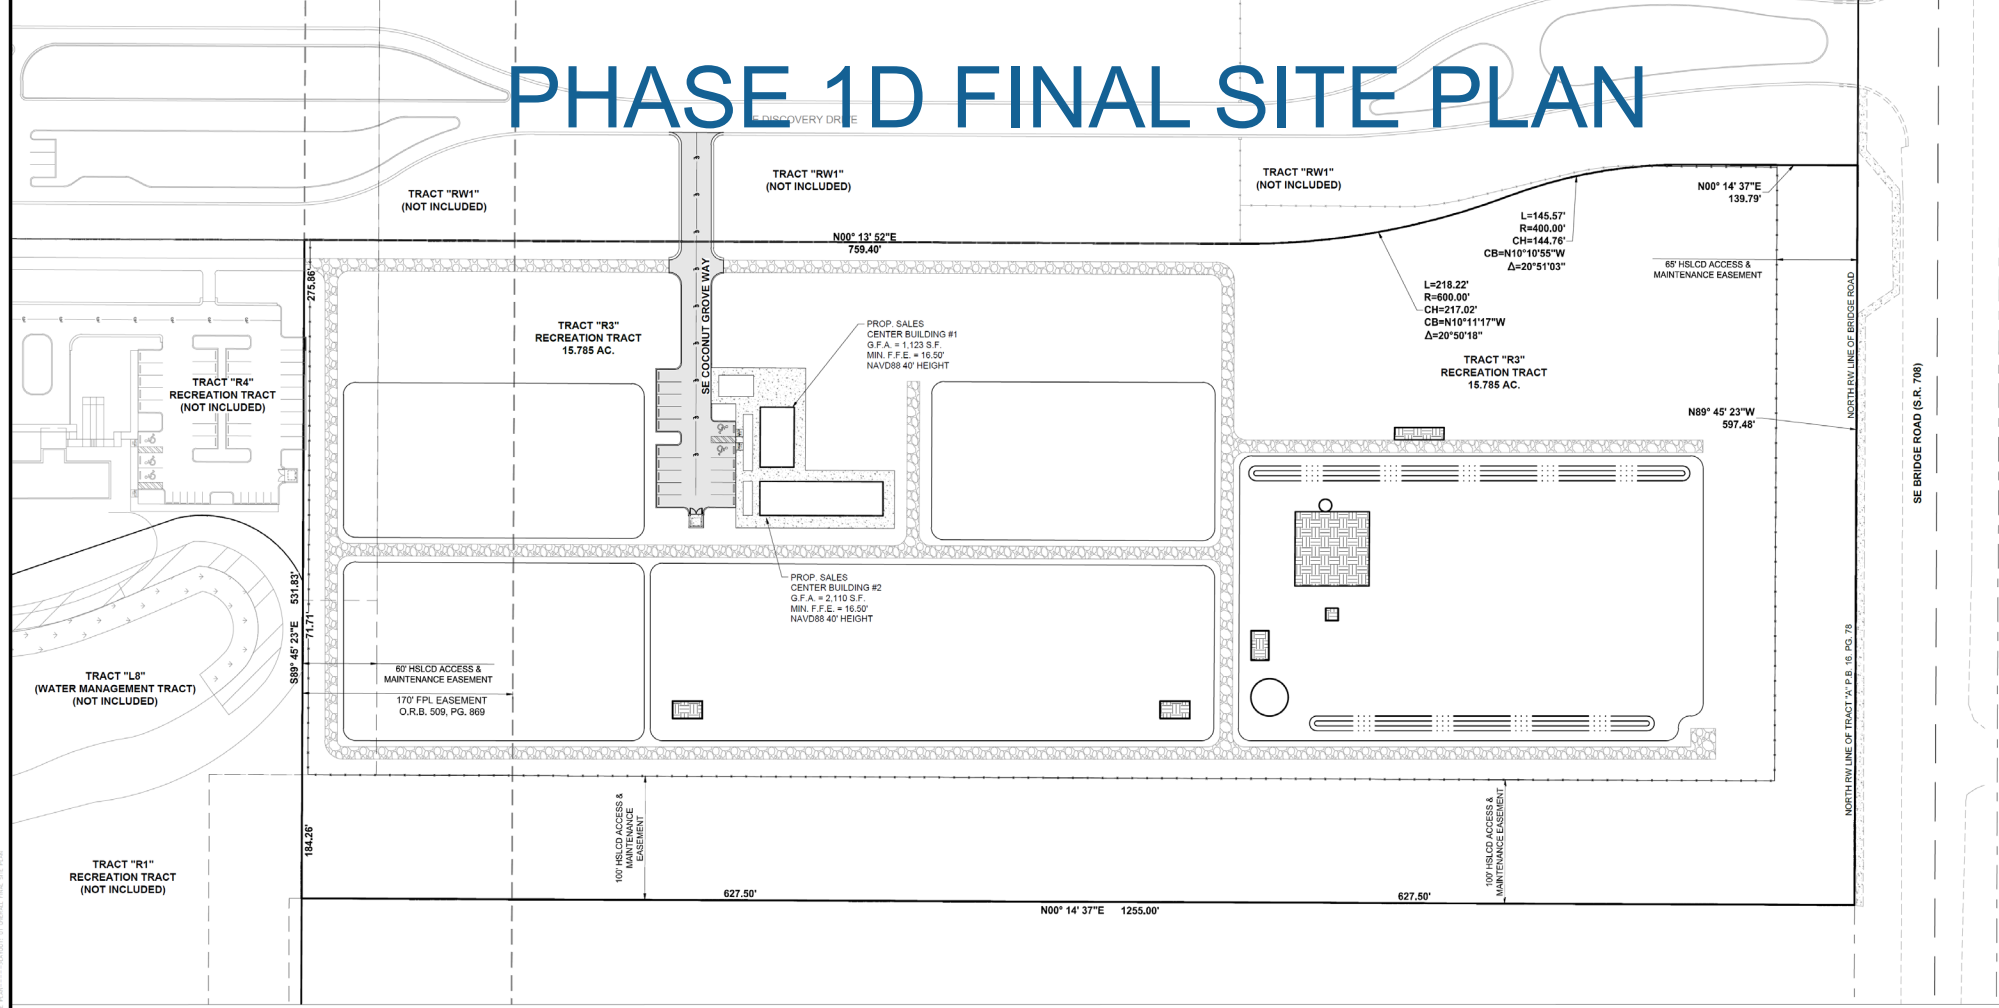 PHASE 1D FINAL SITE PLAN
E DISCOVERY DRIVE
TRACT "RW1"
(NOT INCLUDED)
TRACT "RW1"
(NOT INCLUDED)
TRACT "RW1"
(NOT INCLUDED)
N00° 14' 37"E
139.79'
L=145.57'
R=400.00'
CH=144.76'
CB=N10°10'55"W
Δ=20°51'03"
N00° 13' 52"E
759.40'
65' HSLCD ACCESS &
MAINTENANCE EASEMENT
L=218.22'
R=600.00'
CH=217.02'
CB=N10°11'17"W
Δ=20°50'18"
275.86'
SE COCONUT GROVE WAY
TRACT "R3"
RECREATION TRACT
15.785 AC.
PROP. SALES
CENTER BUILDING #1
G.F.A. = 1,123 S.F.
MIN. F.F.E. = 16.50'
NAVD88 40' HEIGHT
TRACT "R3"
RECREATION TRACT
15.785 AC.
NORTH RW LINE OF BRIDGE ROAD
SE BRIDGE ROAD (S.R. 708)
TRACT "R4"
RECREATION TRACT
(NOT INCLUDED)
N89° 45' 23"W
597.48'
PROP. SALES
CENTER BUILDING #2
G.F.A. = 2,110 S.F.
MIN. F.F.E. = 16.50'
NAVD88 40' HEIGHT
S89° 45' 23"E 531.83'
71.71'
60' HSLCD ACCESS &
MAINTENANCE EASEMENT
170' FPL EASEMENT
O.R.B. 509, PG. 869
TRACT "L8"
(WATER MANAGEMENT TRACT)
(NOT INCLUDED)
NORTH RW LINE OF TRACT "A" P.B. 16, PG. 78
184.26'
100' HSLCD ACCESS &
MAINTENANCE
EASEMENT
100' HSLCD ACCESS &
MAINTENANCE EASEMENT
TRACT "R1"
RECREATION TRACT
(NOT INCLUDED)
627.50'
627.50'
N00° 14' 37"E 1255.00'